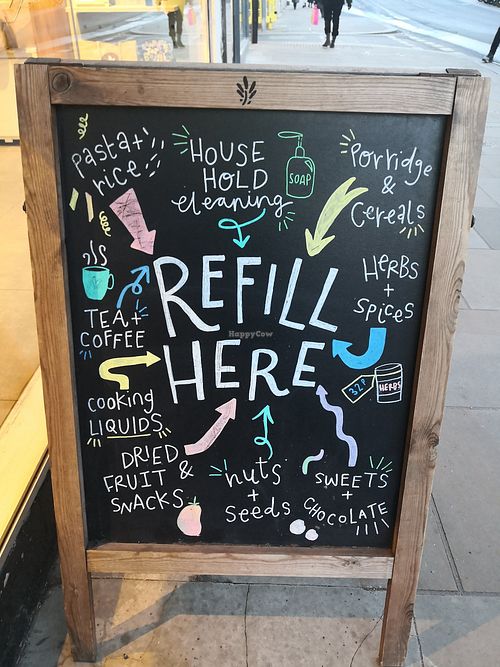 Pasta +
rice
HOUSE
HOLD
cleaning
SOAP
Porridge
&
Cereals
REFILL
HERE
HERBS
+
Spices
TEA +
COFFEE
32P
HERBS
cooking
LIQUIDS
DRIED
FRUIT &
SNACKS
nuts
+
Seeds
SWEETS
+
CHOCOLATE
HappyCow